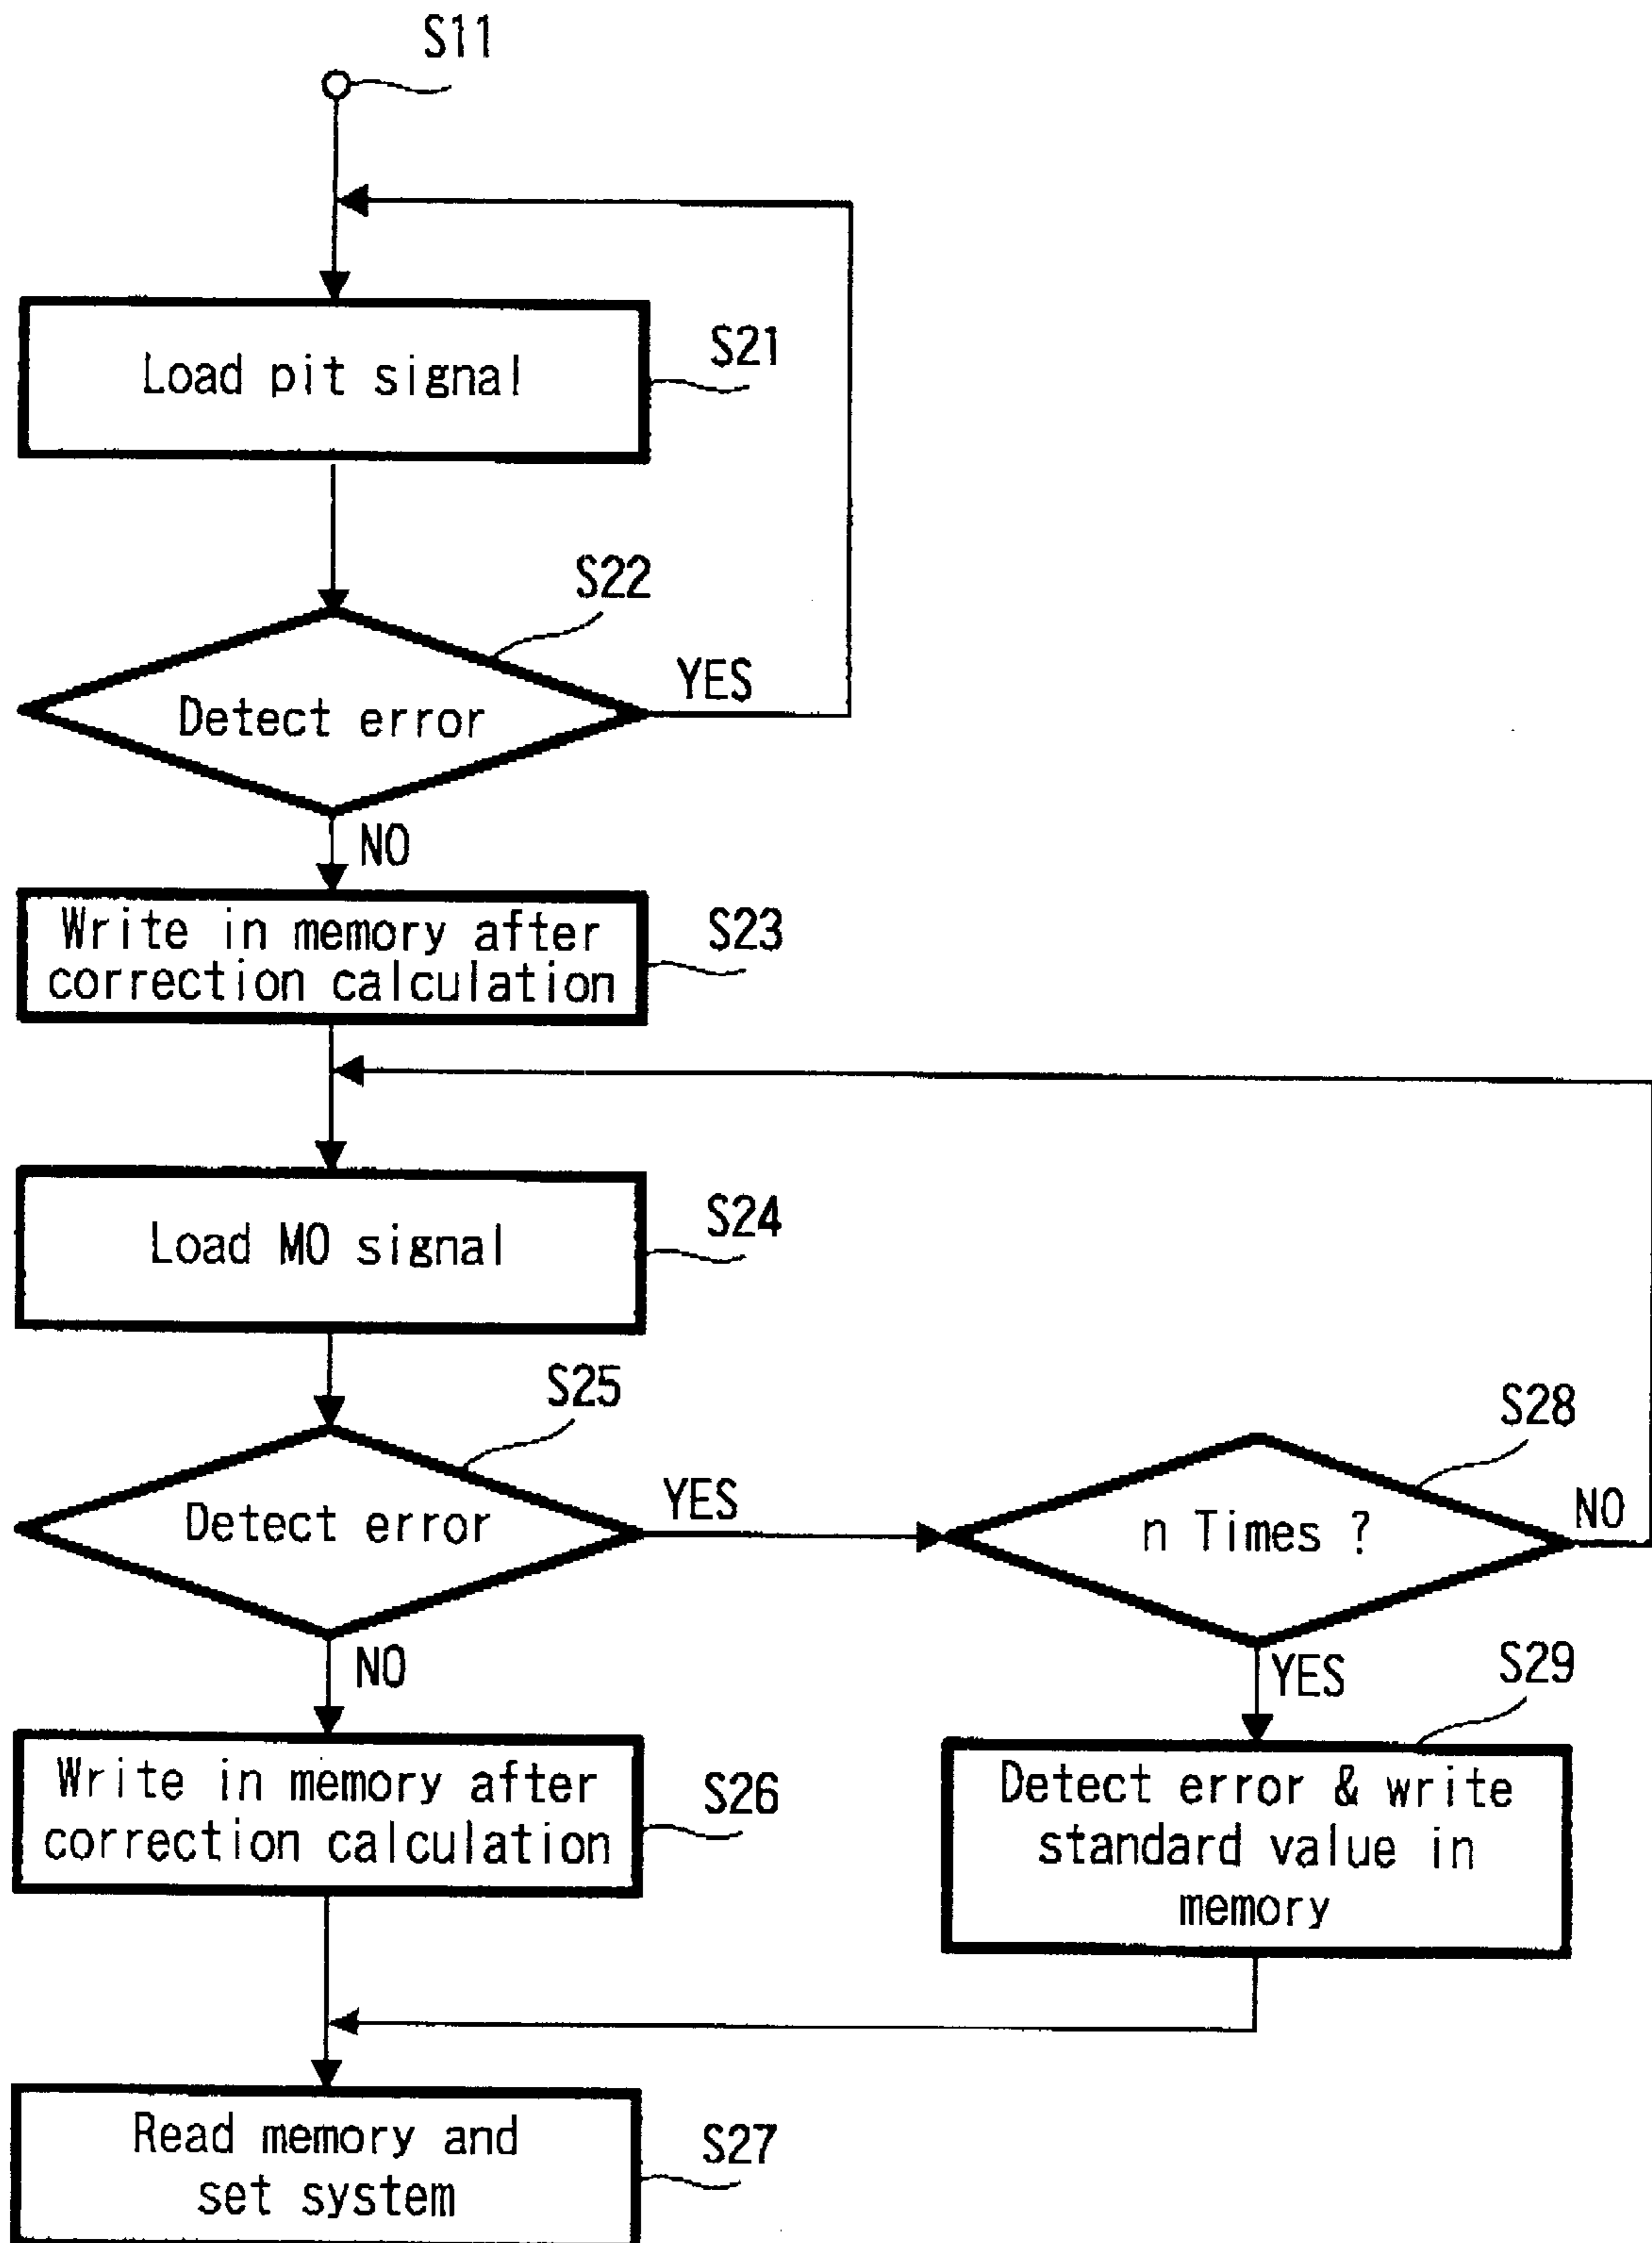 S11
Load pit signal
S21
S22
Detect error
YES
NO
Write in memory after
correction calculation
S23
Load MO signal
S24
S25
Detect error
YES
S28
n Times ?
NO
NO
YES
S29
Write in memory after
correction calculation
S26
Detect error & write
standard value in
memory
Read memory and
set system
S27